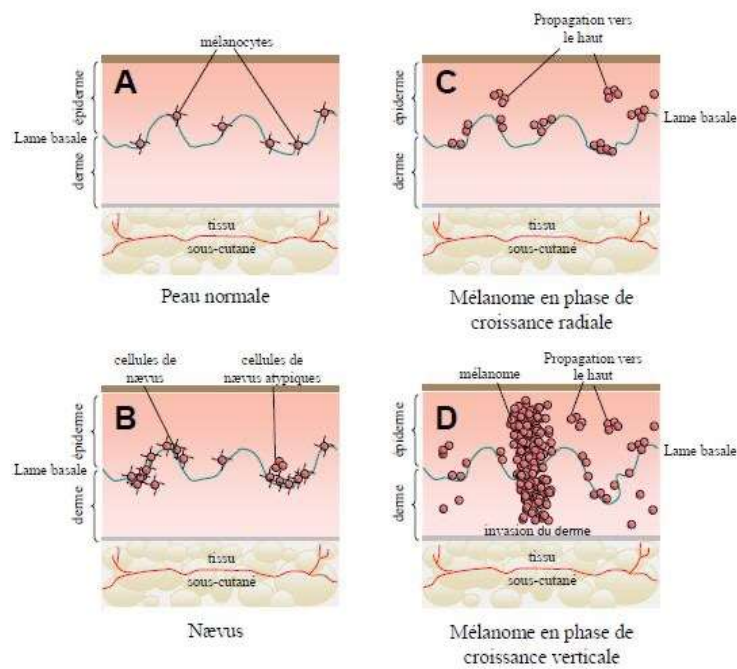 A
mélanocytes
épiderme
Lame basale
derme
tissu
sous-cutané
Peau normale
C
Propagation vers
le haut
épiderme
Lame basale
derme
tissu
sous-cutané
Mélanome en phase de
croissance radiale
B
cellules de
nævus
cellules de
nævus atypiques
épiderme
Lame basale
derme
tissu
sous-cutané
Nævus
D
mélanome
Propagation vers
le haut
épiderme
Lame basale
derme
invasion du derme
tissu
sous-cutané
Mélanome en phase de
croissance verticale